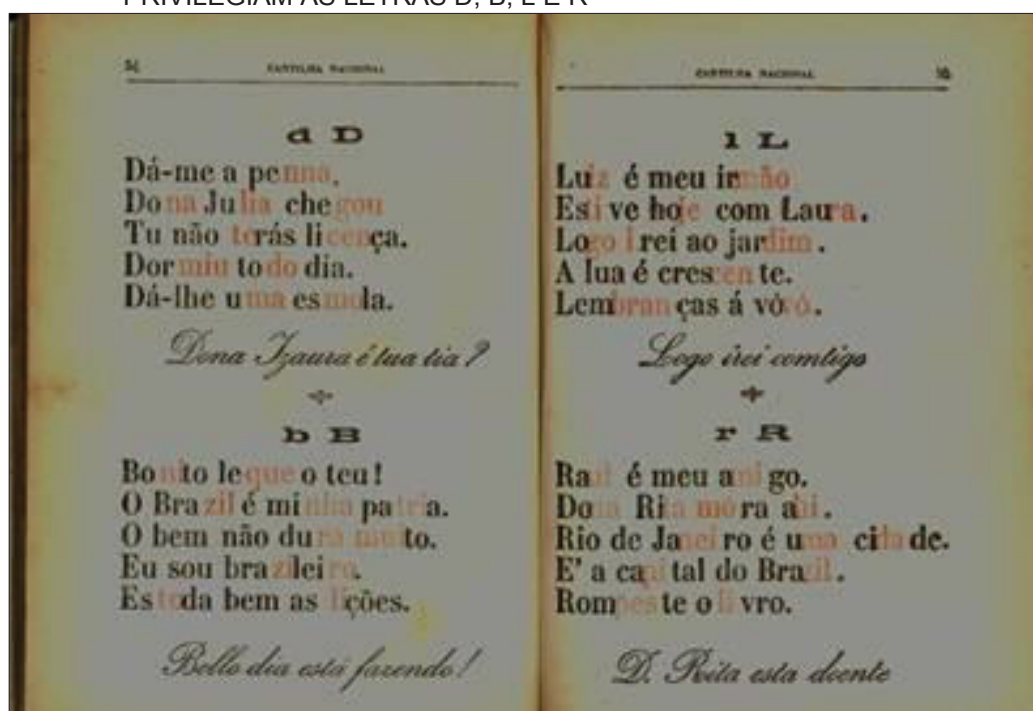 PRIVILEGIAM AS LETRAS D, B, L E R
CARTILHA NACIONAL
d D
Dá-me a penna.
Dona Julia chegou
Tu não terás licença.
Dormiu todo dia.
Dá-lhe uma esmola.
Dona Izaura é tua tia?
b B
Bonito leque o teu!
O Brazil é minha patria.
O bem não dura muito.
Eu sou brazileiro.
Estoda bem as lições.
Bello dia está fazendo!
CARTILHA NACIONAL
l L
Luiz é meu irmão
Estive hoje com Laura.
Logo irei ao jardim.
A lua é crescente.
Lembranças á vóvó.
Logo irei comtigo
r R
Raul é meu amigo.
Dona Rita mora ahi.
Rio de Janeiro é uma cidade.
E' a capital do Brazil.
Rompeste o livro.
D. Rita esta doente